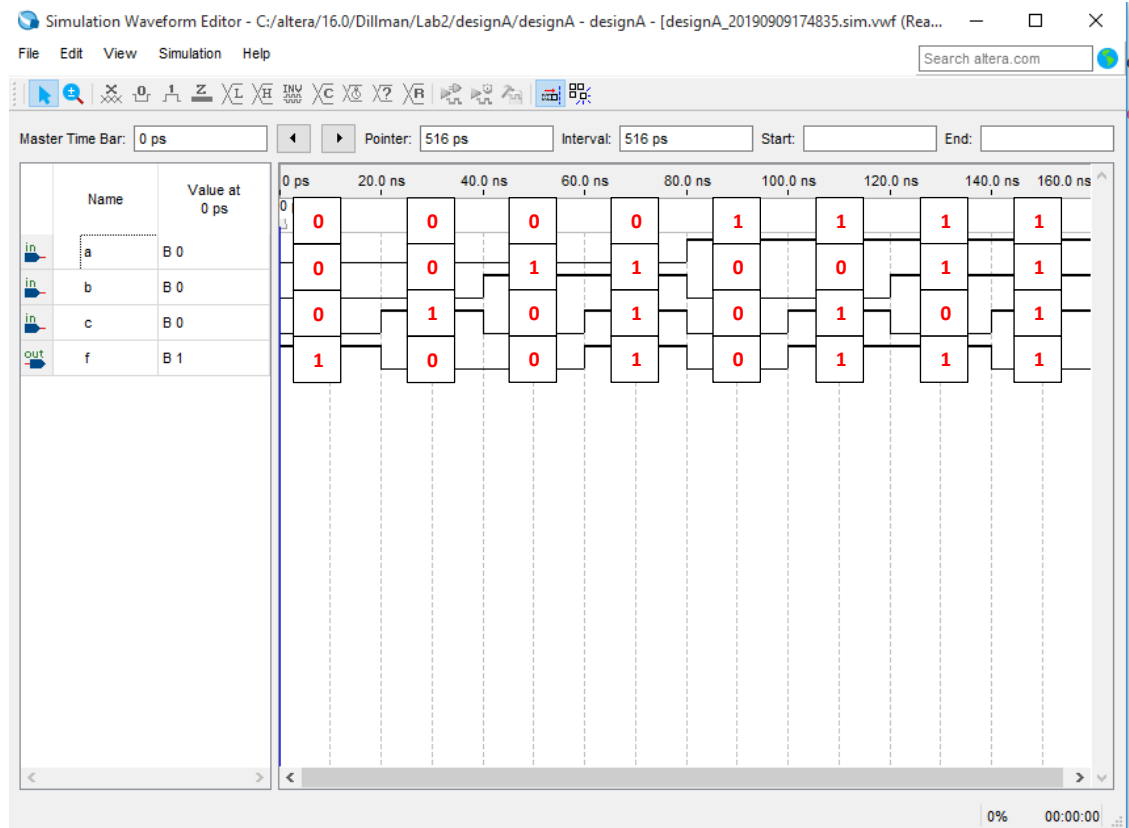 Simulation Waveform Editor - C:/altera/16.0/Dillman/Lab2/designA/designA - designA - [designA_20190909174835.sim.vwf (Rea...
File Edit View Simulation Help
Search altera.com
Master Time Bar: 0 ps Pointer: 516 ps Interval: 516 ps Start: End:
Name Value at 0 ps
0 ps 20.0 ns 40.0 ns 60.0 ns 80.0 ns 100.0 ns 120.0 ns 140.0 ns 160.0 ns
0 0 0 0 1 1 1 1
in a B 0
0 0 1 1 0 0 1 1
in b B 0
0 1 0 1 0 1 0 1
in c B 0
1 0 0 1 0 1 1 1
out f B 1
0% 00:00:00